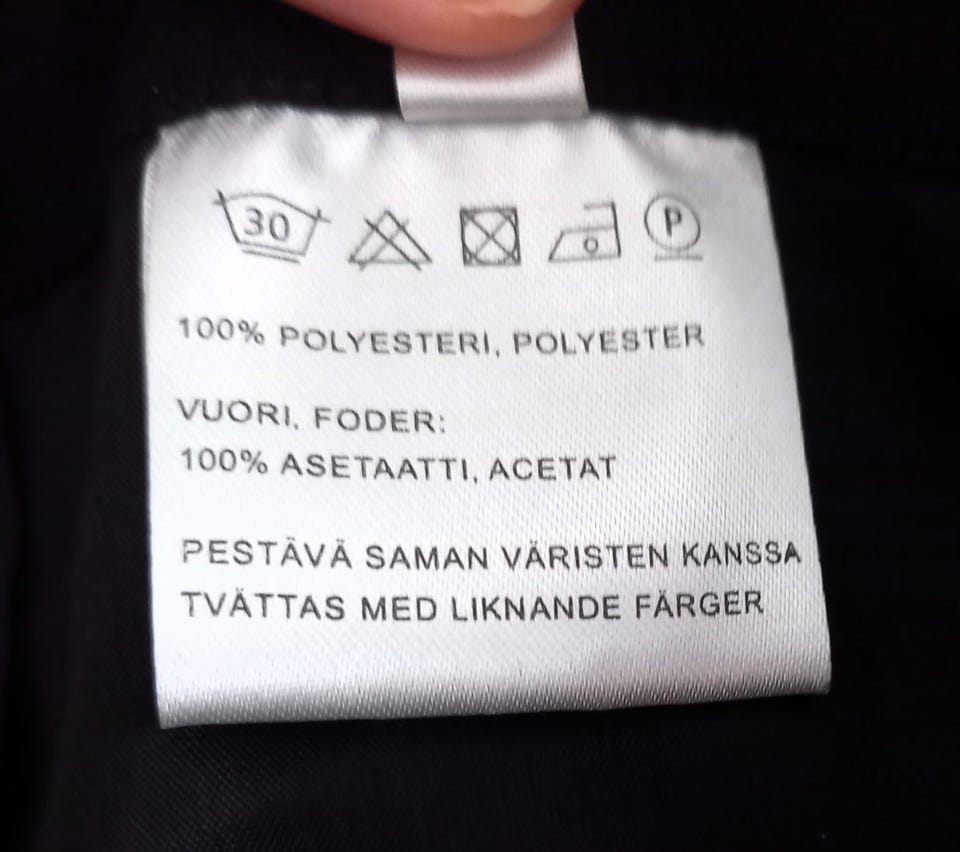 30 P
100% POLYESTERI, POLYESTER
VUORI, FODER:
100% ASETAATTI, ACETAT
PESTÄVÄ SAMAN VÄRISTEN KANSSA
TVÄTTAS MED LIKNANDE FÄRGER